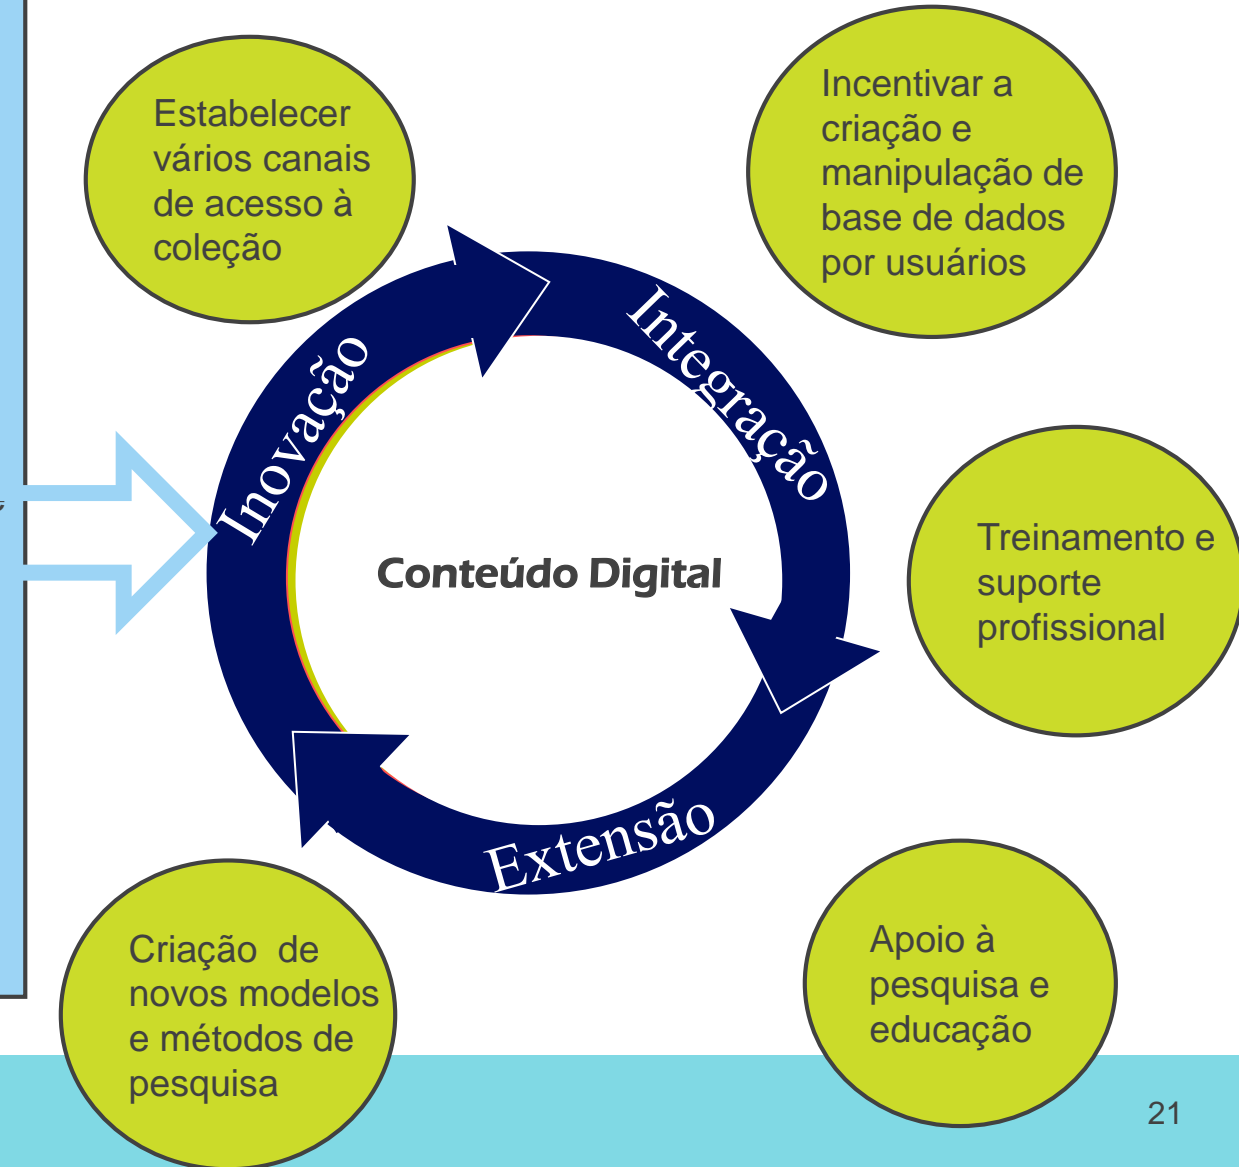 Estabelecer
vários canais
de acesso à
coleção
Incentivar a
criação e
manipulação de
base de dados
por usuários
Inovação
Integração
Conteúdo Digital
Treinamento e
suporte
profissional
Extensão
Criação de
novos modelos
e métodos de
pesquisa
Apoio à
pesquisa e
educação
21